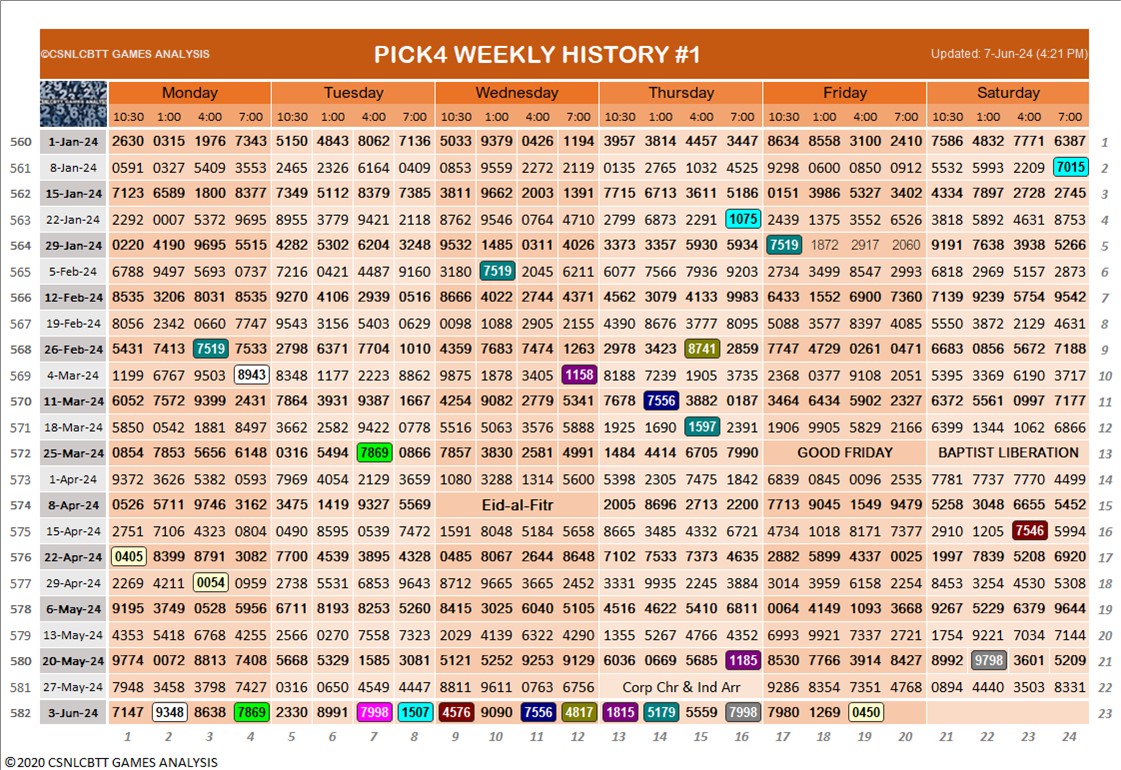 ©CSNLCBTT GAMES ANALYSIS PICK4 WEEKLY HISTORY #1 Updated: 7-Jun-24 (4:21 PM)
Monday Tuesday Wednesday Thursday Friday Saturday
CSNLCBTT GAMES ANALYSIS
10:30 1:00 4:00 7:00 10:30 1:00 4:00 8:00 10:30 10:00 4:00 7:00 10:30 1:00 4:00 7:00 10:30 1:00 4:00 7:00 10:30 1:00 4:00 7:00
560 1-Jan-24 2630 0315 1976 7343 5150 4843 8062 7136 5033 9379 0426 1194 3957 3814 4457 3447 8634 8558 3100 2410 7586 4832 7771 6387 1
561 8-Jan-24 0591 0327 5409 3553 2465 2326 6164 0409 0853 9559 2272 2119 0135 2765 1032 4525 9298 0600 0850 0912 5532 5993 2209 7015 2
562 15-Jan-24 7123 6589 1800 8377 7349 5112 8379 7385 3811 9662 2003 1391 7715 6713 3611 5186 0151 3986 5327 3402 4334 7897 2728 2745 3
563 22-Jan-24 2292 0007 5372 9695 8955 3779 9421 2118 8762 9546 0764 4710 2799 6873 2291 1075 2439 1375 3552 6526 3818 5892 4631 8753 4
564 29-Jan-24 0220 4190 9695 5515 4282 5302 6204 3248 9532 1485 0311 4026 3373 3357 5930 5934 7519 1872 2917 2060 9191 7638 3938 5266 5
565 5-Feb-24 6788 9497 5693 0737 7216 0421 4487 9160 3180 7519 2045 6211 6077 7566 7936 9203 2734 3499 8547 2993 6818 2969 5157 2873 6
566 12-Feb-24 8535 3206 8031 8535 9270 4106 2939 0516 8666 4022 2744 4371 4562 3079 4133 9983 6433 1552 6900 7360 7139 9239 5754 9542 7
567 19-Feb-24 8056 2342 0660 7747 9543 3156 5403 0629 0098 1088 2905 2155 4390 8676 3777 8095 5088 3577 8397 4085 5550 3872 2129 4631 8
568 26-Feb-24 5431 7413 7519 7533 2798 6371 7704 1010 4359 7683 7474 1263 2978 3423 8741 2859 7747 4729 0261 0471 6683 0856 5672 7188 9
569 4-Mar-24 1199 6767 9503 8943 8348 1177 2223 8862 9875 1878 3405 1158 8188 7239 1905 3735 2368 0377 9108 2051 5395 3369 6190 3717 10
570 11-Mar-24 6052 7572 9399 2431 7864 3931 9387 1667 4254 9082 2779 5341 7678 7556 3882 0187 3464 6434 5902 2327 6372 5561 0997 7177 11
571 18-Mar-24 5850 0542 1881 8497 3662 2582 9422 0778 5516 5063 3576 5888 1925 1690 1597 2391 1906 9905 5829 2166 6399 1344 1062 6866 12
572 25-Mar-24 0854 7853 5656 6148 0316 5494 7869 0866 7857 3830 2581 4991 1484 4414 6705 7990 GOOD FRIDAY BAPTIST LIBERATION 13
573 1-Apr-24 9372 3626 5382 0593 7969 4054 2129 3659 1080 3288 1314 5600 5398 2305 7475 1842 6839 0845 0096 2535 7781 7737 7770 4499 14
574 8-Apr-24 0526 5711 9746 3162 3475 1419 9327 5569 Eid-al-Fitr 2005 8696 2713 2200 7713 9045 1549 9479 5258 3048 6655 5452 15
575 15-Apr-24 2751 7106 4323 0804 0490 8595 0539 7472 1591 8048 5184 5658 8665 3485 4332 6721 4734 1018 8171 7377 2910 1205 7546 5994 16
576 22-Apr-24 0405 8399 8791 3082 7700 4539 3895 4328 0485 8067 2644 8648 7102 7533 7373 4635 2882 5899 4337 0025 1997 7839 5208 6920 17
577 29-Apr-24 2269 4211 0054 0959 2738 5531 6853 9643 8712 9665 3665 2452 3331 9935 2245 3884 3014 3959 6158 2254 8453 3254 4530 5308 18
578 6-May-24 9195 3749 0528 5956 6711 8193 8253 5260 8415 3025 6040 5105 4516 4622 5410 6811 0064 4149 1093 3668 9267 5229 6379 9644 19
579 13-May-24 4353 5418 6768 4255 2566 0270 7558 7323 2029 4139 6322 4290 1355 5267 4766 4352 6993 9921 7337 2721 1754 9221 7034 7144 20
580 20-May-24 9774 0072 8813 7408 5668 5329 1585 3081 5121 5252 9253 9129 6036 0669 5685 1185 8530 7766 3914 8427 8992 9798 3601 5209 21
581 27-May-24 7948 3458 3798 7427 0316 0650 4549 4447 8811 9611 0763 6756 Corp Chr & Ind Arr 9286 8354 7351 4768 0894 4440 3503 8331 22
582 3-Jun-24 7147 9348 8638 7869 2330 8991 7998 1507 4576 9090 7556 4817 1815 5179 5559 7998 7980 1269 0450 23
1 2 3 4 5 6 7 8 9 10 11 12 13 14 15 16 17 18 19 20 21 22 23 24
©2020 CSNLCBTT GAMES ANALYSIS